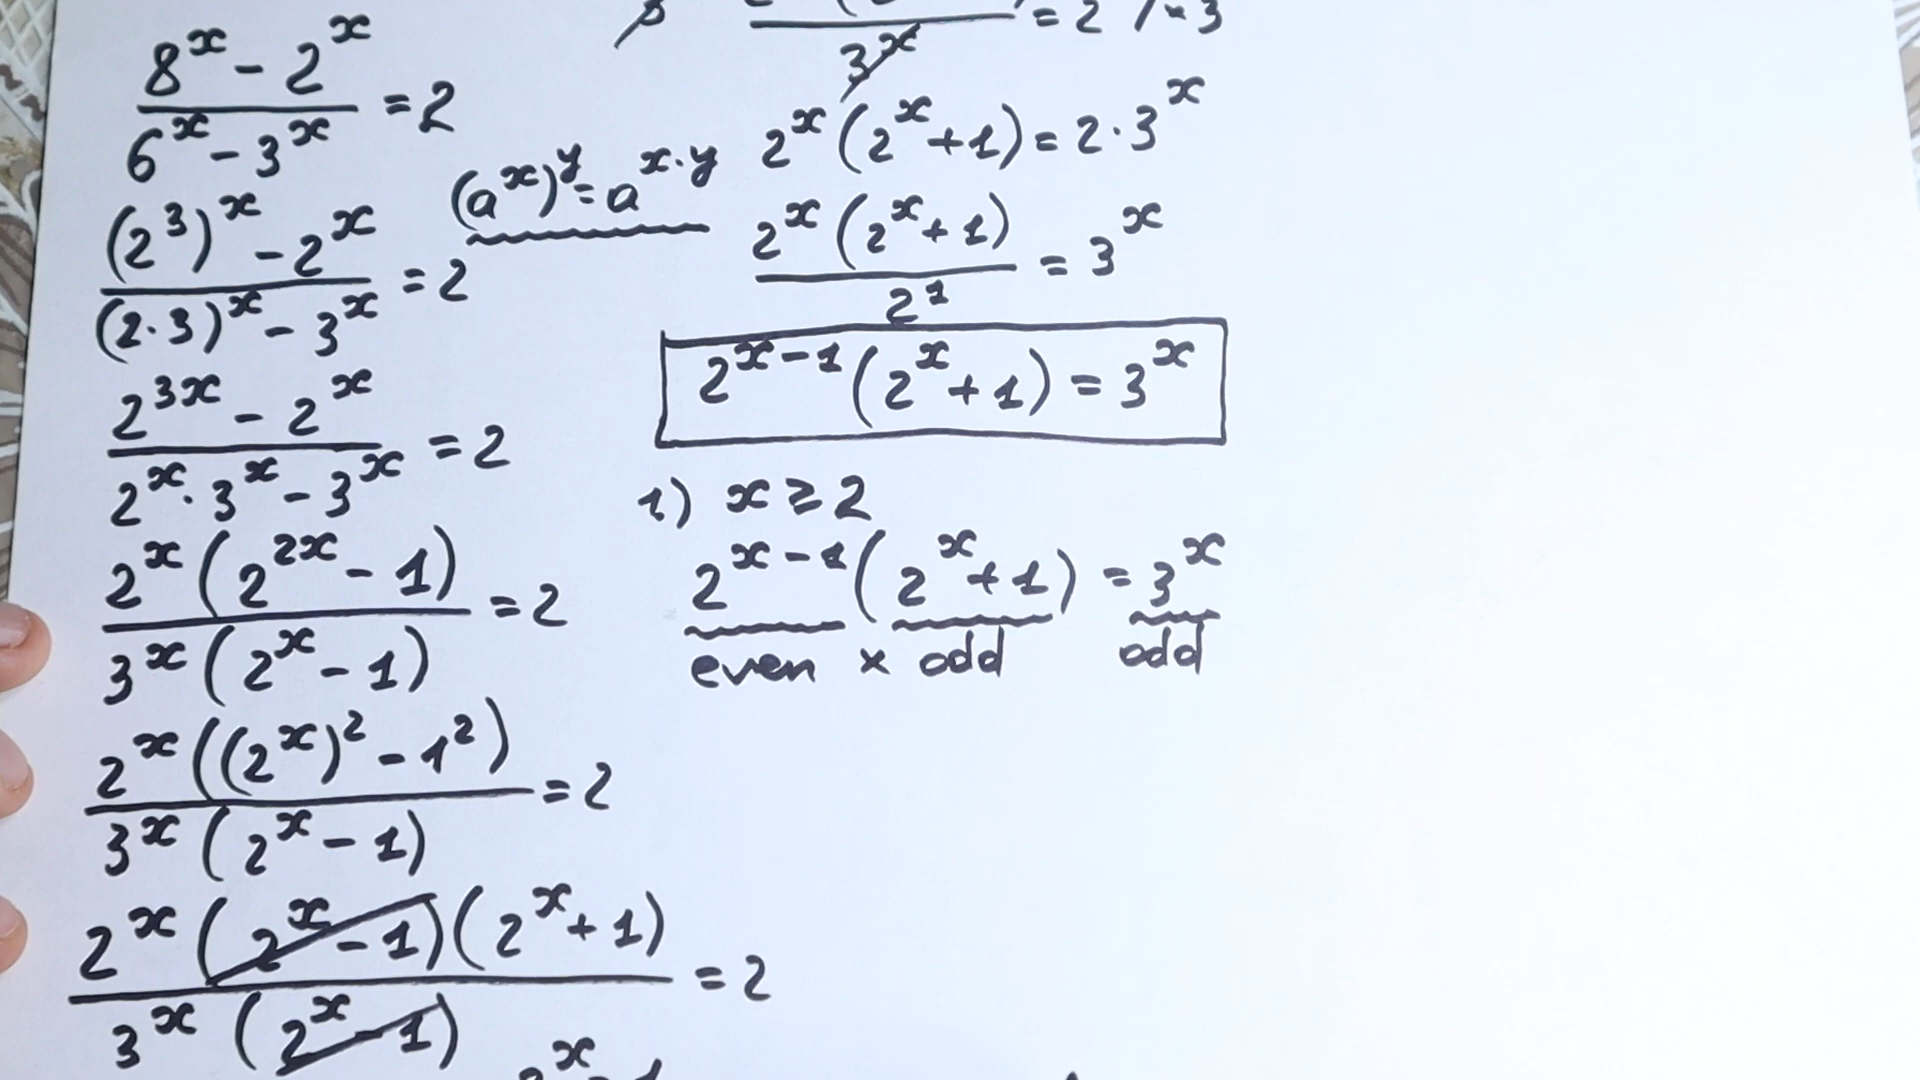 (8^x - 2^x)/(6^x - 3^x) = 2
((2^3)^x - 2^x)/((2·3)^x - 3^x) = 2
(a^x)^y = a^{x·y}
(2^{3x} - 2^x)/(2^x·3^x - 3^x) = 2
(2^x(2^{2x} - 1))/(3^x(2^x - 1)) = 2
(2^x((2^x)^2 - 1^2))/(3^x(2^x - 1)) = 2
(2^x(2^x - 1)(2^x + 1))/(3^x(2^x - 1)) = 2
3^x = 2
2^x(2^x + 1) = 2·3^x
(2^x(2^x + 1))/2^1 = 3^x
2^{x-1}(2^x + 1) = 3^x
1) x ≥ 2
2^{x-1}(2^x + 1) = 3^x
even × odd odd